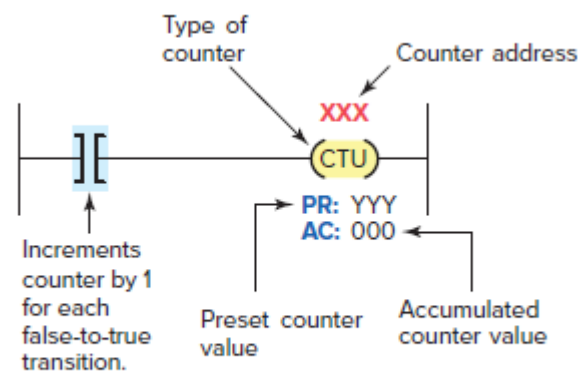 Type of
counter
Counter address
XXX
CTU
PR: YYY
AC: 000
Increments
counter by 1
for each
false-to-true
transition.
Preset counter
value
Accumulated
counter value